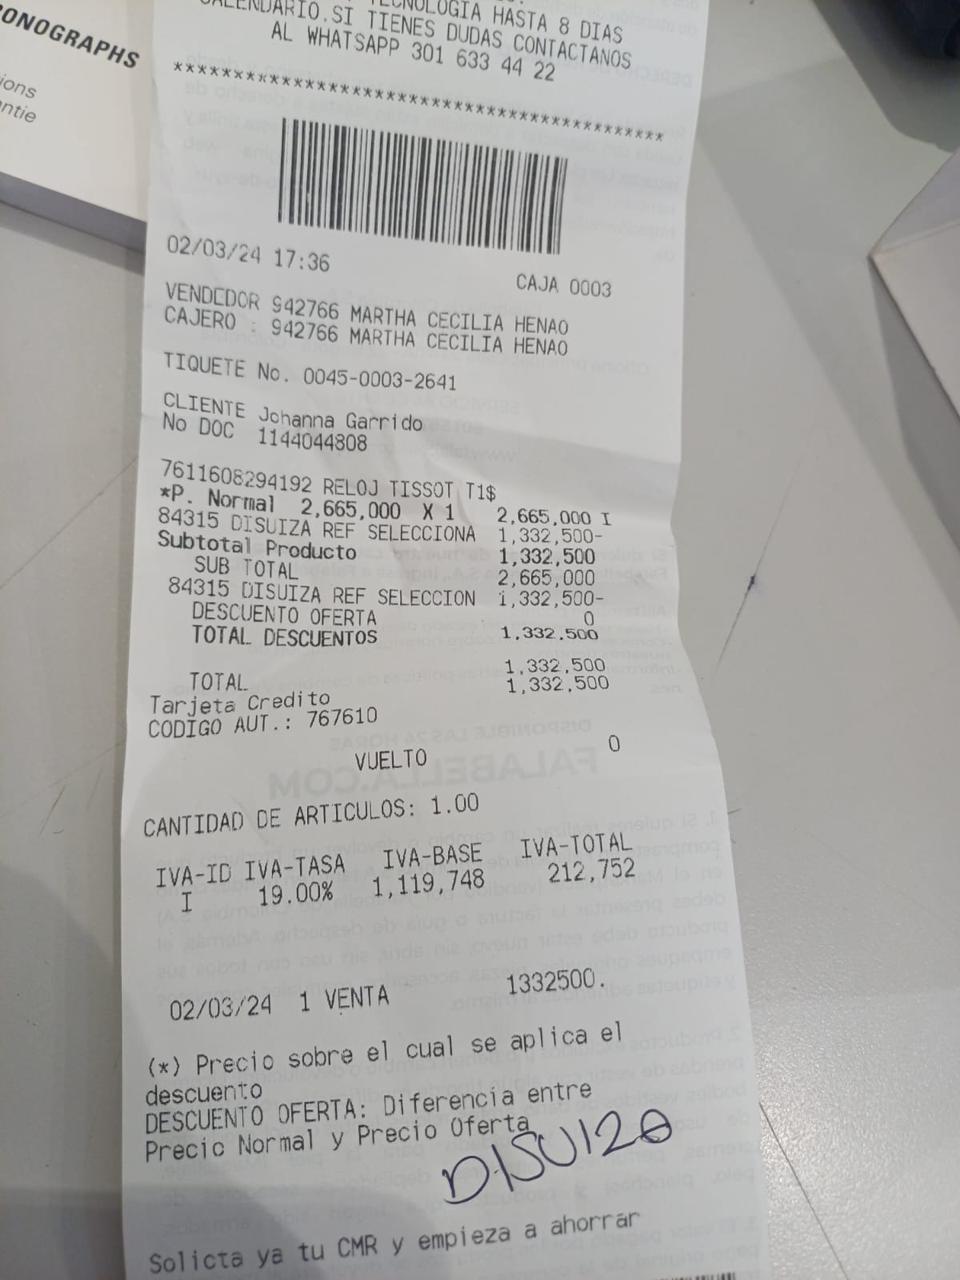 ONOGRAPHS
ions
ntie
TECNOLOGIA HASTA 8 DIAS
CALENDARIO.SI TIENES DUDAS CONTACTANOS
AL WHATSAPP 301 633 44 22
*****************************************
02/03/24 17:36
CAJA 0003
VENDEDOR 942766 MARTHA CECILIA HENAO
CAJERO : 942766 MARTHA CECILIA HENAO
TIQUETE No. 0045-0003-2641
CLIENTE Johanna Garrido
No DOC 1144044808
7611608294192 RELOJ TISSOT T1$
*P. Normal 2,665,000 X 1 2,665,000 I
84315 DISUIZA REF SELECCIONA 1,332,500-
Subtotal Producto 1,332,500
SUB TOTAL 2,665,000
84315 DISUIZA REF SELECCION 1,332,500-
DESCUENTO OFERTA 0
TOTAL DESCUENTOS 1,332,500
TOTAL 1,332,500
Tarjeta Credito 1,332,500
CODIGO AUT.: 767610
VUELTO 0
CANTIDAD DE ARTICULOS: 1.00
IVA-ID IVA-TASA IVA-BASE IVA-TOTAL
I 19.00% 1,119,748 212,752
02/03/24 1 VENTA 1332500.
(*) Precio sobre el cual se aplica el
descuento
DESCUENTO OFERTA: Diferencia entre
Precio Normal y Precio Oferta
DISUIZA
Solicta ya tu CMR y empieza a ahorrar